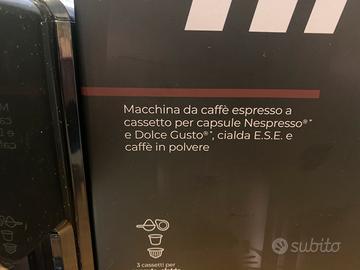 Macchina da caffè espresso a
cassetto per capsule Nespresso®*
e Dolce Gusto®*, cialda E.S.E. e
caffè in polvere
3 cassetti per
subito